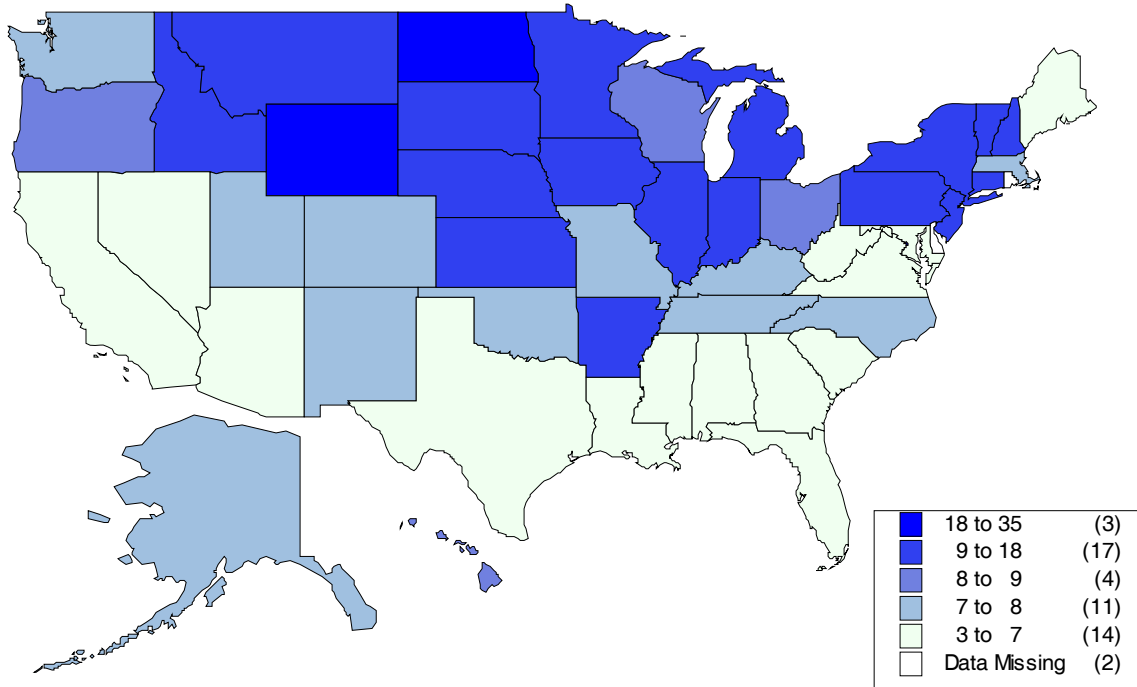 18 to 35 (3)
9 to 18 (17)
8 to 9 (4)
7 to 8 (11)
3 to 7 (14)
Data Missing (2)